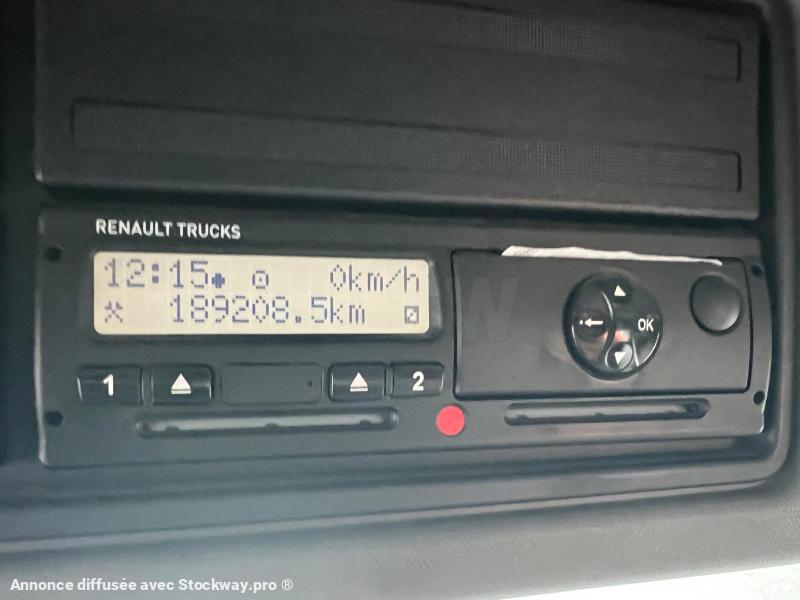 RENAULT TRUCKS
12:15 0km/h
189208.5km
OK
1 2
Annonce diffusée avec Stockway.pro ®